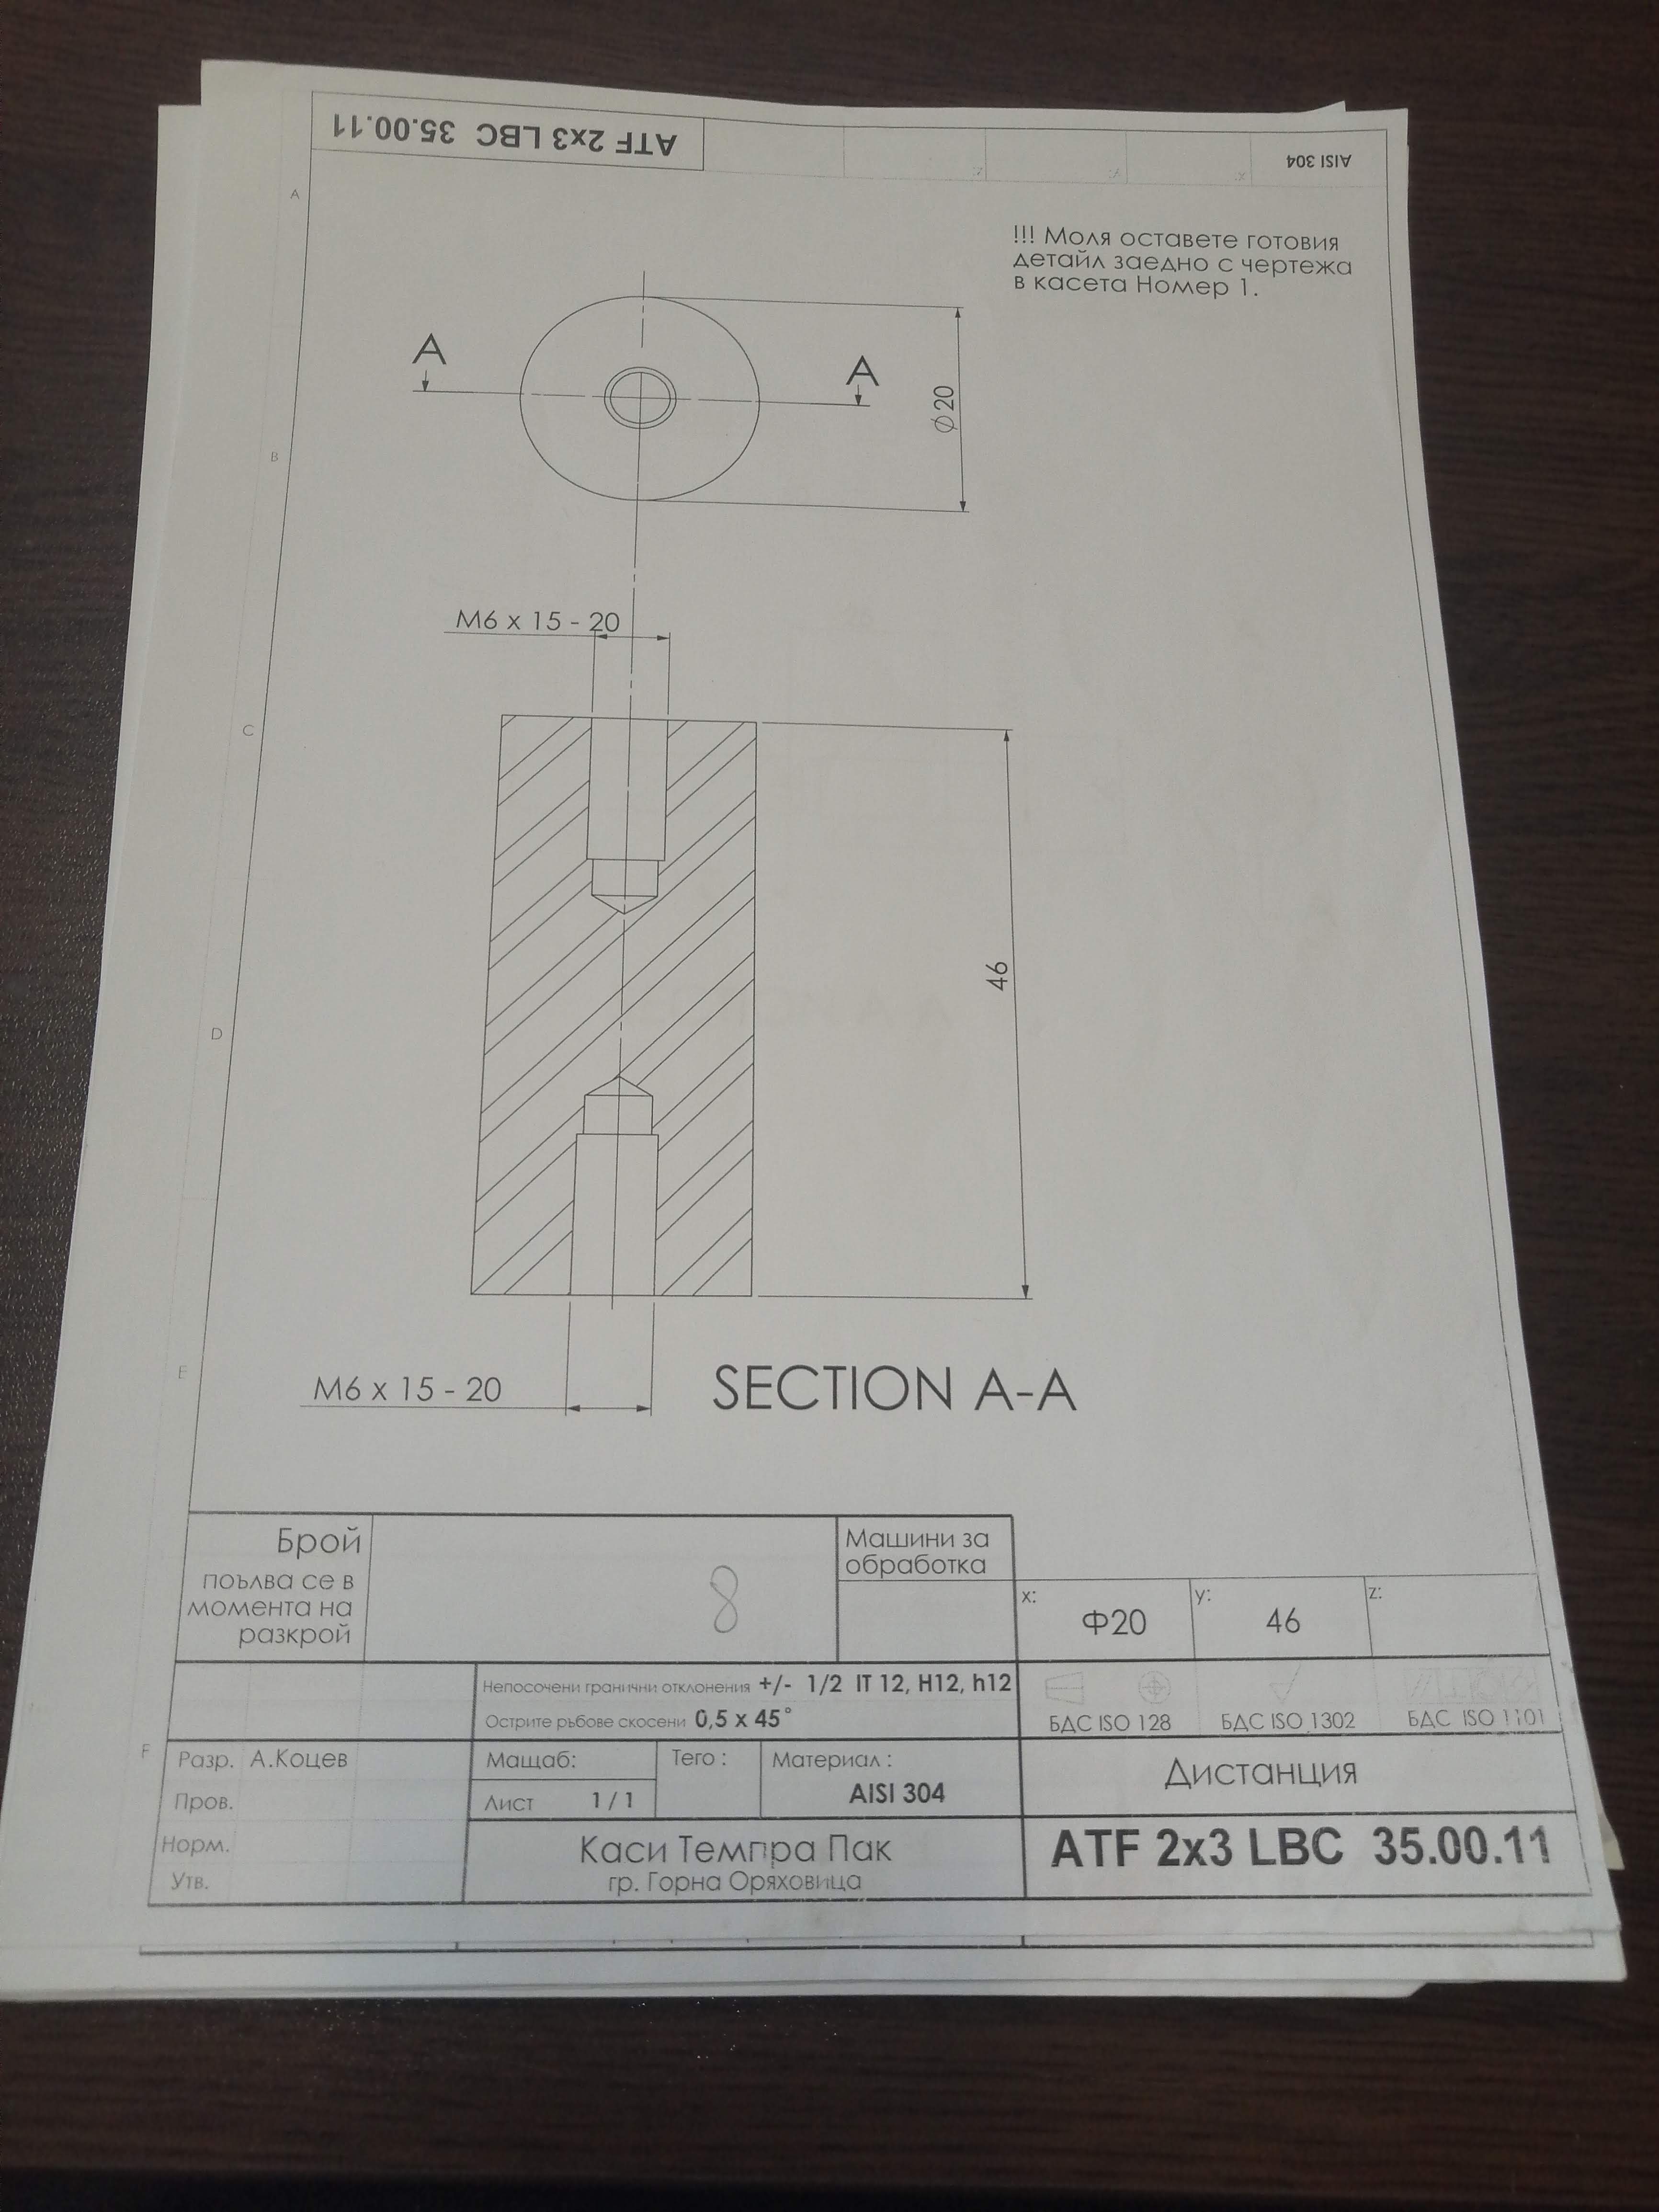 ATF 2x3 LBC 35.00.11
AISI 304
A
!!! Моля оставете готовия
детайл заедно с чертежа
в касета Номер 1.
A
A
Ø20
B
M6 x 15 - 20
C
46
D
E
M6 x 15 - 20
SECTION A-A
Брой
поълва се в
момента на
разкрой
8
Машини за
обработка
x:
Ф20
y:
46
z:
Непосочени гранични отклонения +/- 1/2 IT 12, H12, h12
Острите ръбове скосени 0,5 x 45°
БДС ISO 128
БДС ISO 1302
БДС ISO 1101
F
Разр. А.Коцев
Пров.
Норм.
Утв.
Мащаб:
Лист 1 / 1
Тегo :
Материал :
AISI 304
Дистанция
Каси Темпра Пак
гр. Горна Оряховица
ATF 2x3 LBC 35.00.11